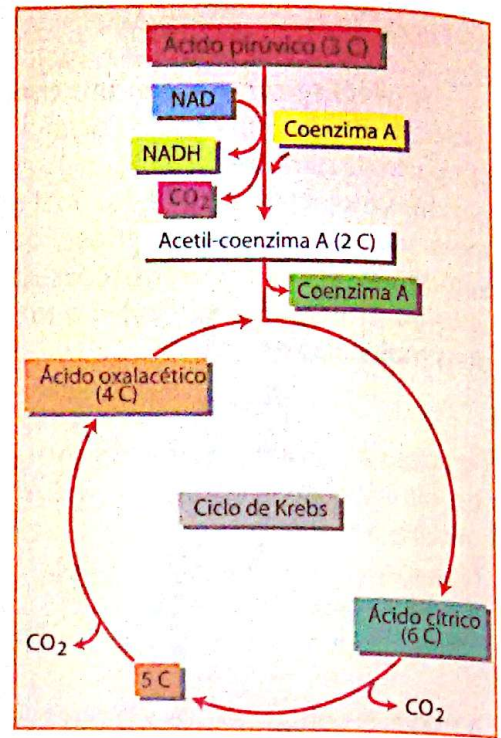 Ácido pirúvico (3 C)
NAD
Coenzima A
NADH
CO₂
Acetil-coenzima A (2 C)
Coenzima A
Ácido oxalacético
(4 C)
Ciclo de Krebs
Ácido cítrico
(6 C)
CO₂
5 C
CO₂